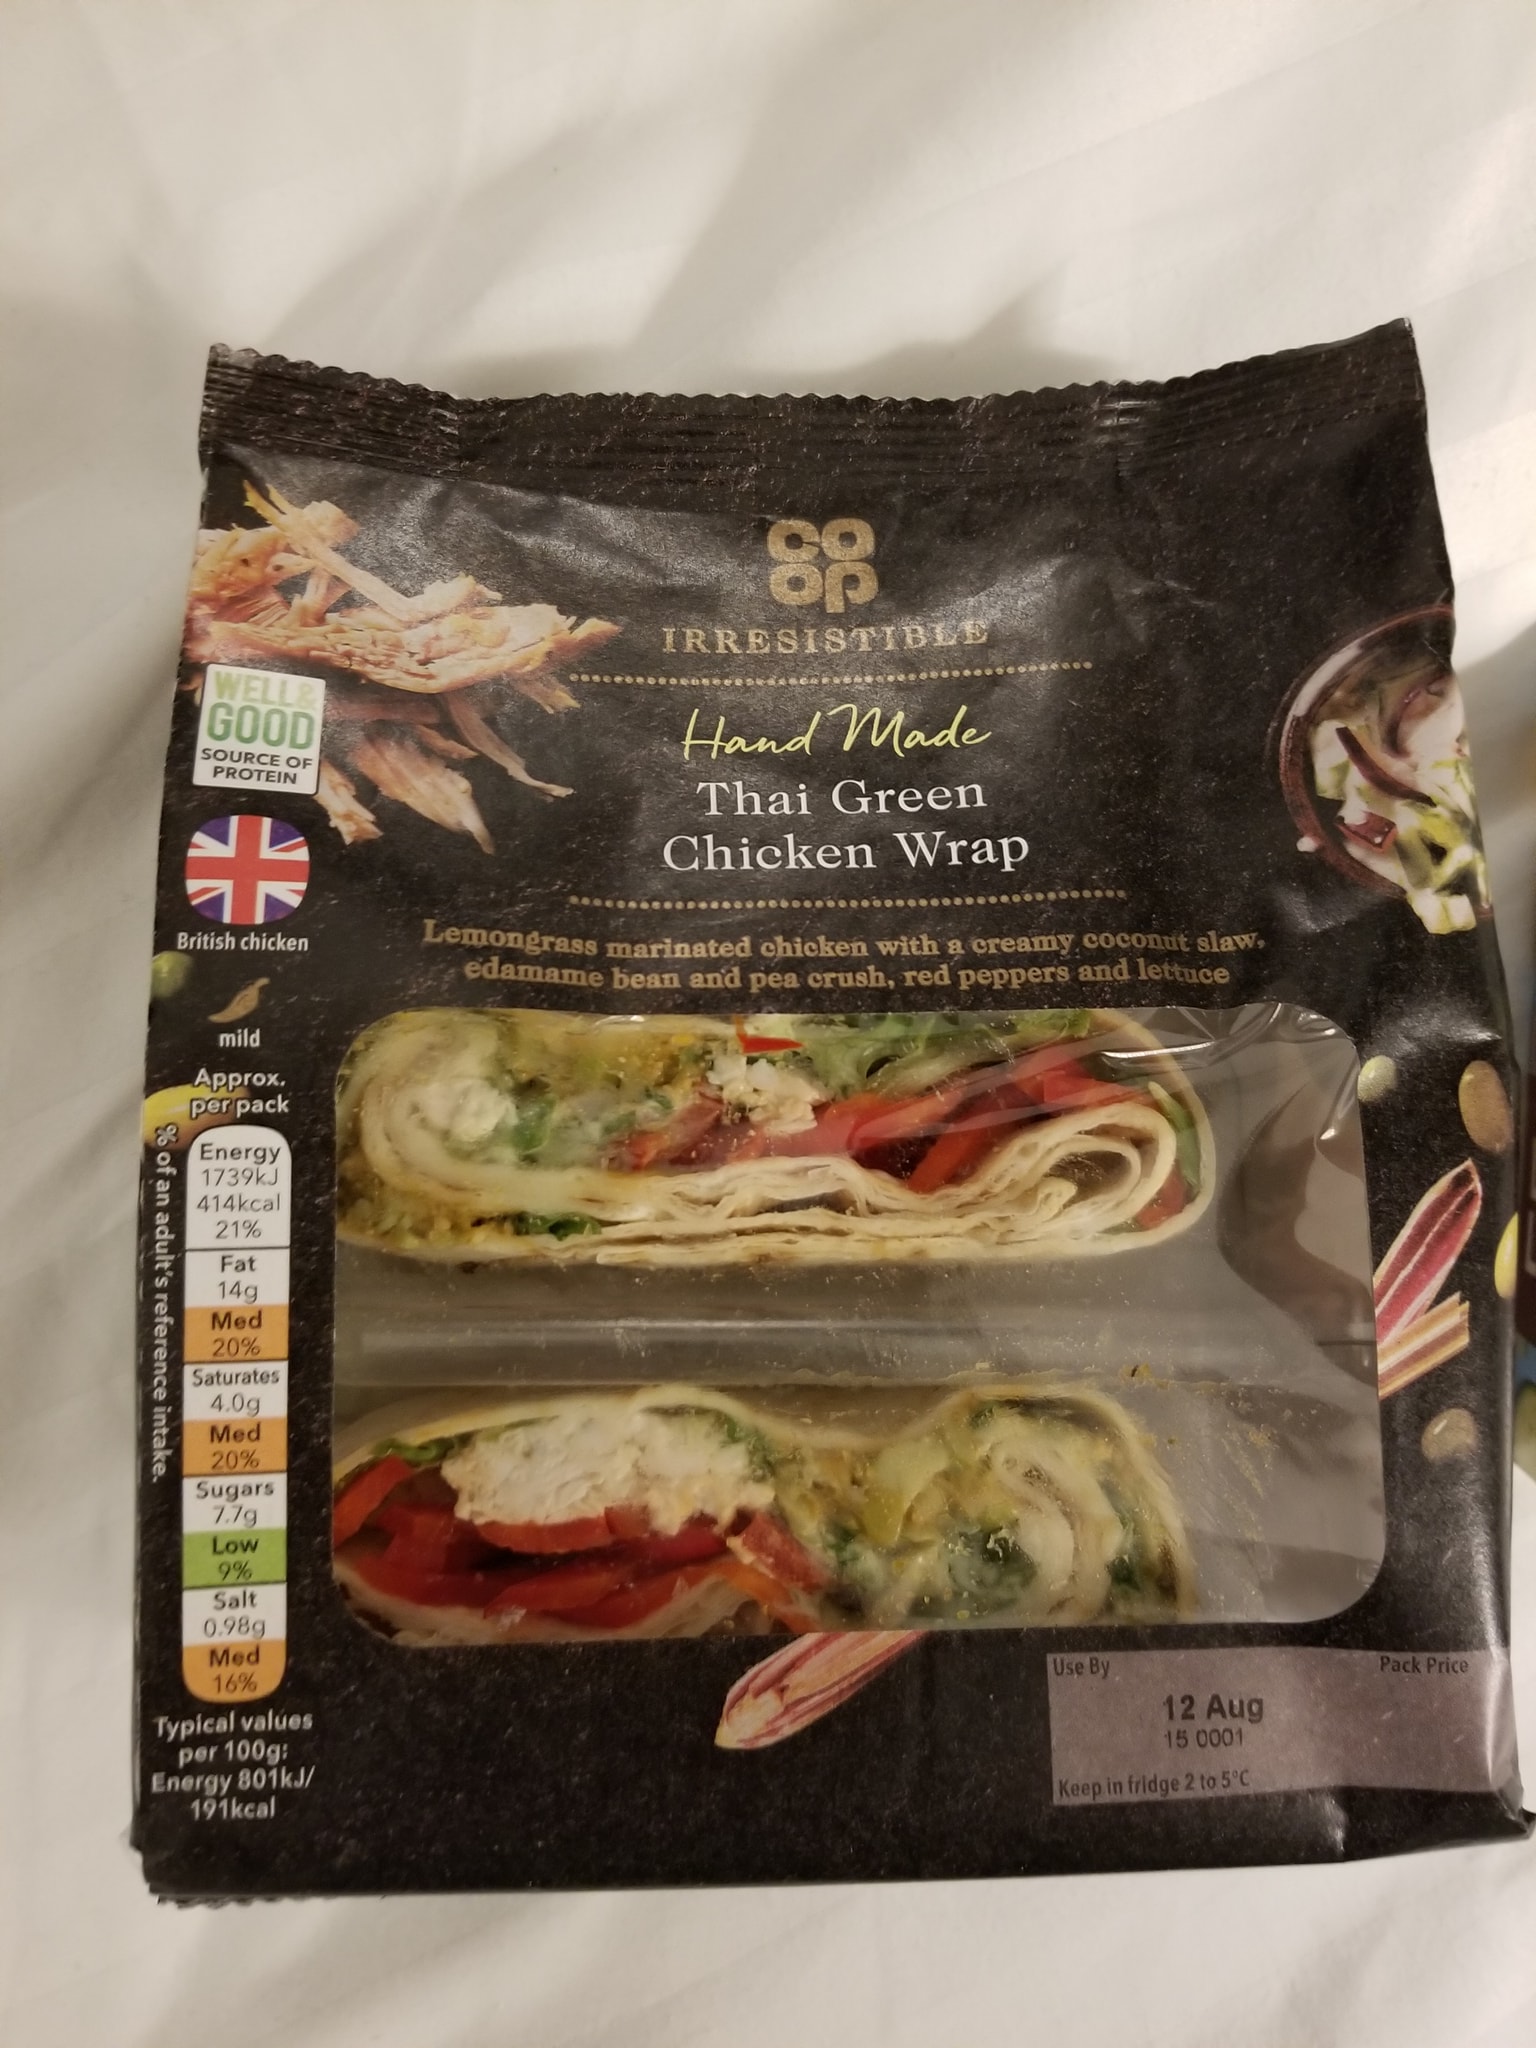 CO
OP
IRRESISTIBLE
Hand Made
Thai Green
Chicken Wrap
Lemongrass marinated chicken with a creamy coconut slaw,
edamame bean and pea crush, red peppers and lettuce
WELL&
GOOD
SOURCE OF
PROTEIN
British chicken
mild
Approx.
per pack
% of an adult's reference intake.
Energy
1739kJ
414kcal
21%
Fat
14g
Med
20%
Saturates
4.0g
Med
20%
Sugars
7.7g
Low
9%
Salt
0.98g
Med
16%
Typical values
per 100g:
Energy 801kJ/
191kcal
Use By
Pack Price
12 Aug
15 0001
Keep in fridge 2 to 5°C